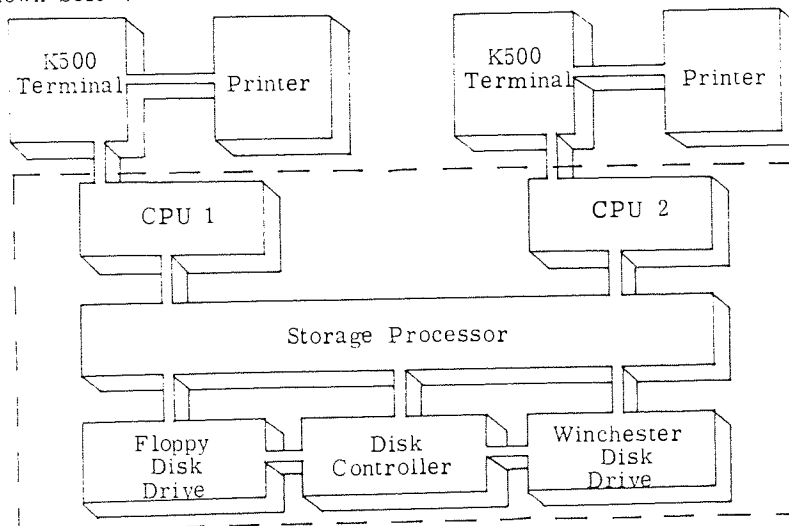 K500
Terminal
Printer
K500
Terminal
Printer
CPU 1
CPU 2
Storage Processor
Floppy
Disk
Drive
Disk
Controller
Winchester
Disk
Drive